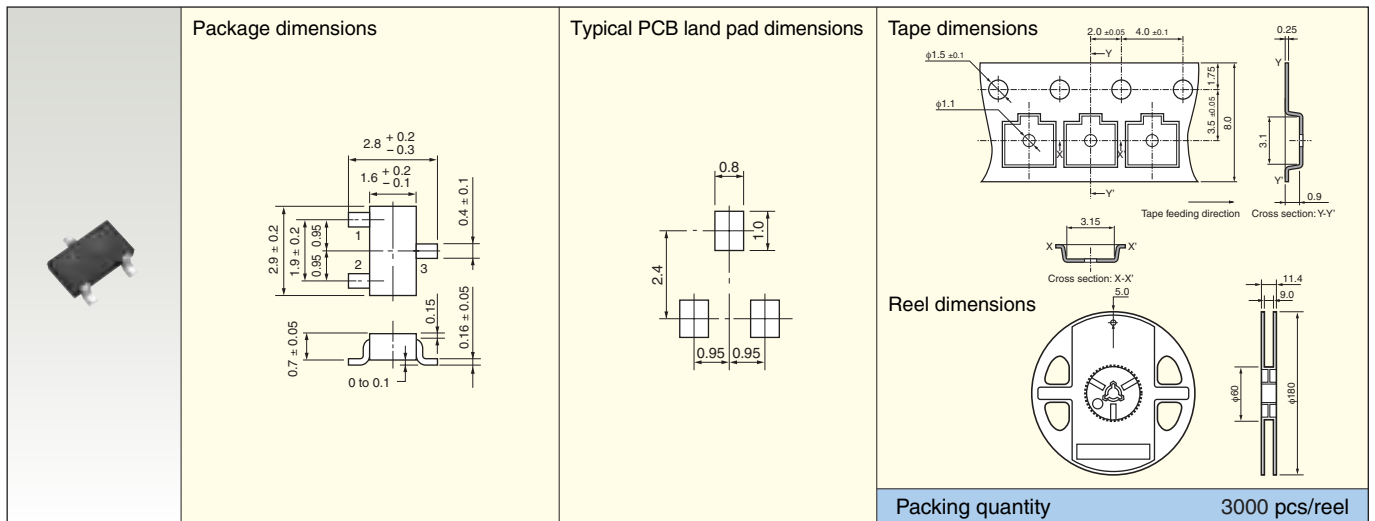 Package dimensions
2.8 + 0.2 − 0.3
1.6 + 0.2 − 0.1
0.4 ± 0.1
2.9 ± 0.2
1.9 ± 0.2
0.95
0.95
1
2
3
0.7 ± 0.05
0.15
0.16 ± 0.05
0 to 0.1
Typical PCB land pad dimensions
0.8
1.0
2.4
0.95
0.95
Tape dimensions
2.0 ±0.05
4.0 ±0.1
0.25
φ1.5 ±0.1
Y
Y
1.75
φ1.1
3.5 ±0.05
8.0
3.1
X
X'
Y'
Y'
0.9
Tape feeding direction
Cross section: Y-Y'
3.15
X
X'
Cross section: X-X'
11.4
9.0
Reel dimensions
5.0
φ60
φ180
Packing quantity
3000 pcs/reel